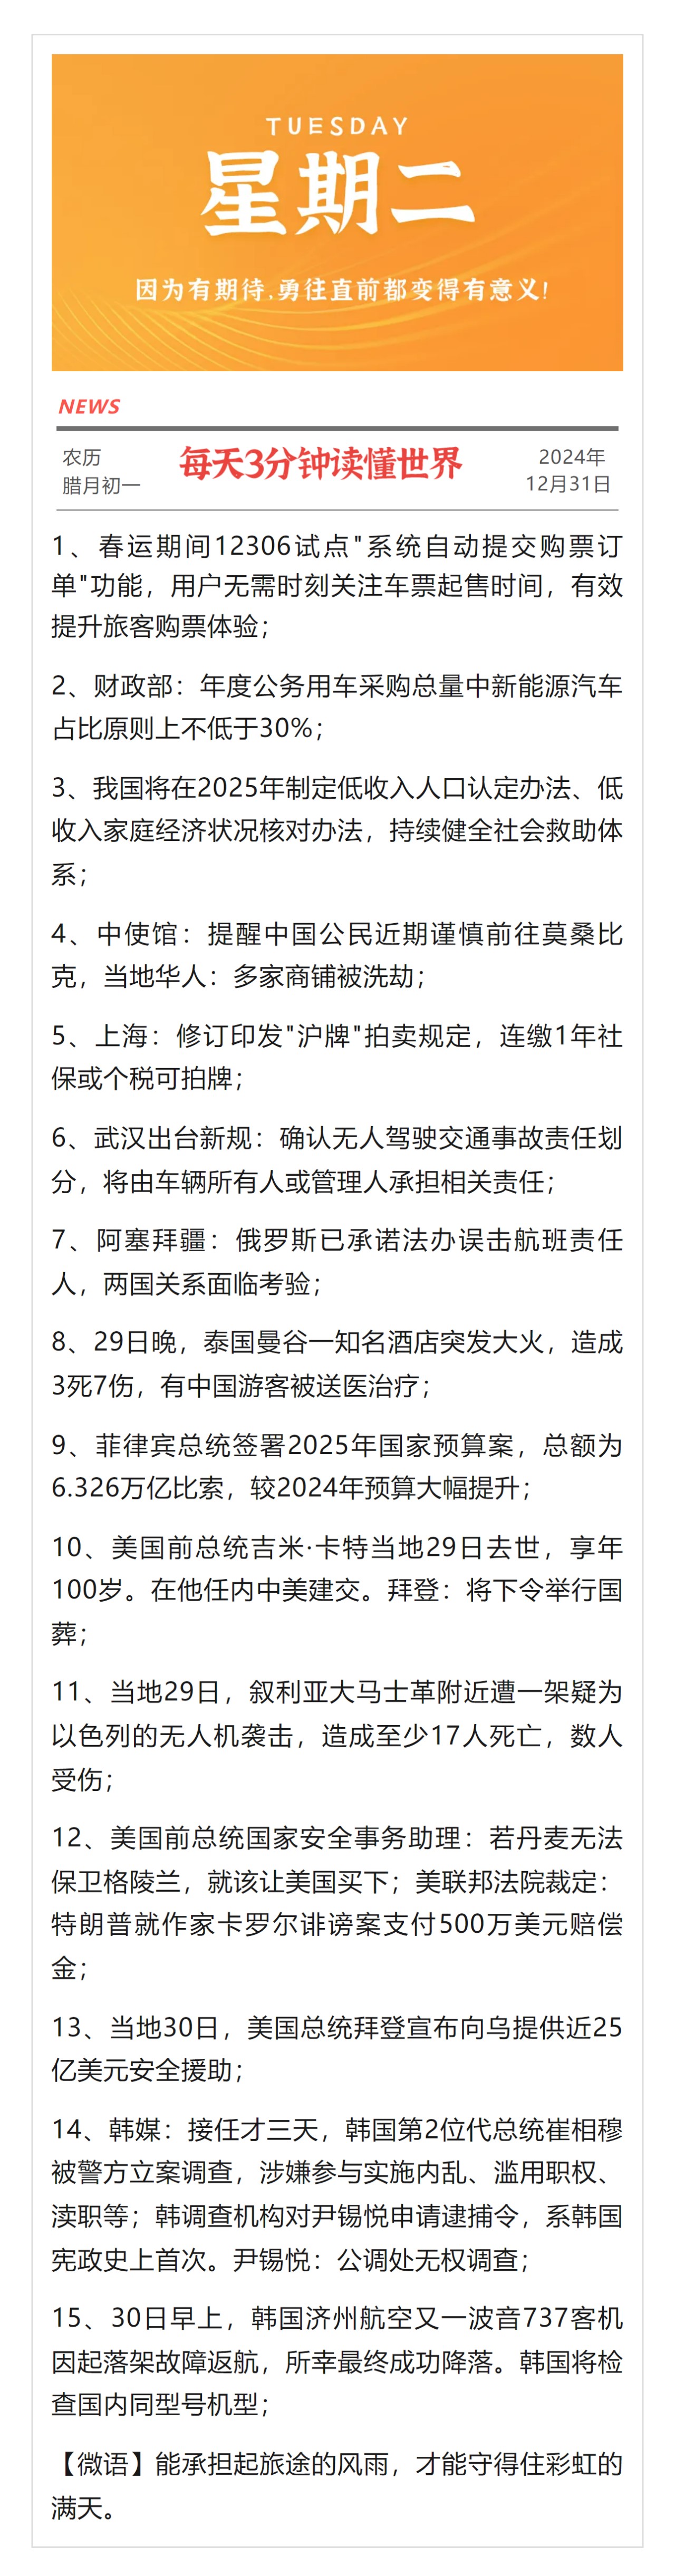 TUESDAY
星期二
因为有期待,勇往直前都变得有意义!
NEWS
农历
腊月初一
每天3分钟读懂世界
2024年
12月31日
1、春运期间12306试点"系统自动提交购票订
单"功能，用户无需时刻关注车票起售时间，有效
提升旅客购票体验；
2、财政部：年度公务用车采购总量中新能源汽车
占比原则上不低于30%；
3、我国将在2025年制定低收入人口认定办法、低
收入家庭经济状况核对办法，持续健全社会救助体
系；
4、中使馆：提醒中国公民近期谨慎前往莫桑比
克，当地华人：多家商铺被洗劫；
5、上海：修订印发"沪牌"拍卖规定，连缴1年社
保或个税可拍牌；
6、武汉出台新规：确认无人驾驶交通事故责任划
分，将由车辆所有人或管理人承担相关责任；
7、阿塞拜疆：俄罗斯已承诺法办误击航班责任
人，两国关系面临考验；
8、29日晚，泰国曼谷一知名酒店突发大火，造成
3死7伤，有中国游客被送医治疗；
9、菲律宾总统签署2025年国家预算案，总额为
6.326万亿比索，较2024年预算大幅提升；
10、美国前总统吉米·卡特当地29日去世，享年
100岁。在他任内中美建交。拜登：将下令举行国
葬；
11、当地29日，叙利亚大马士革附近遭一架疑为
以色列的无人机袭击，造成至少17人死亡，数人
受伤；
12、美国前总统国家安全事务助理：若丹麦无法
保卫格陵兰，就该让美国买下；美联邦法院裁定：
特朗普就作家卡罗尔诽谤案支付500万美元赔偿
金；
13、当地30日，美国总统拜登宣布向乌提供近25
亿美元安全援助；
14、韩媒：接任才三天，韩国第2位代总统崔相穆
被警方立案调查，涉嫌参与实施内乱、滥用职权、
渎职等；韩调查机构对尹锡悦申请逮捕令，系韩国
宪政史上首次。尹锡悦：公调处无权调查；
15、30日早上，韩国济州航空又一波音737客机
因起落架故障返航，所幸最终成功降落。韩国将检
查国内同型号机型；
【微语】能承担起旅途的风雨，才能守得住彩虹的
满天。